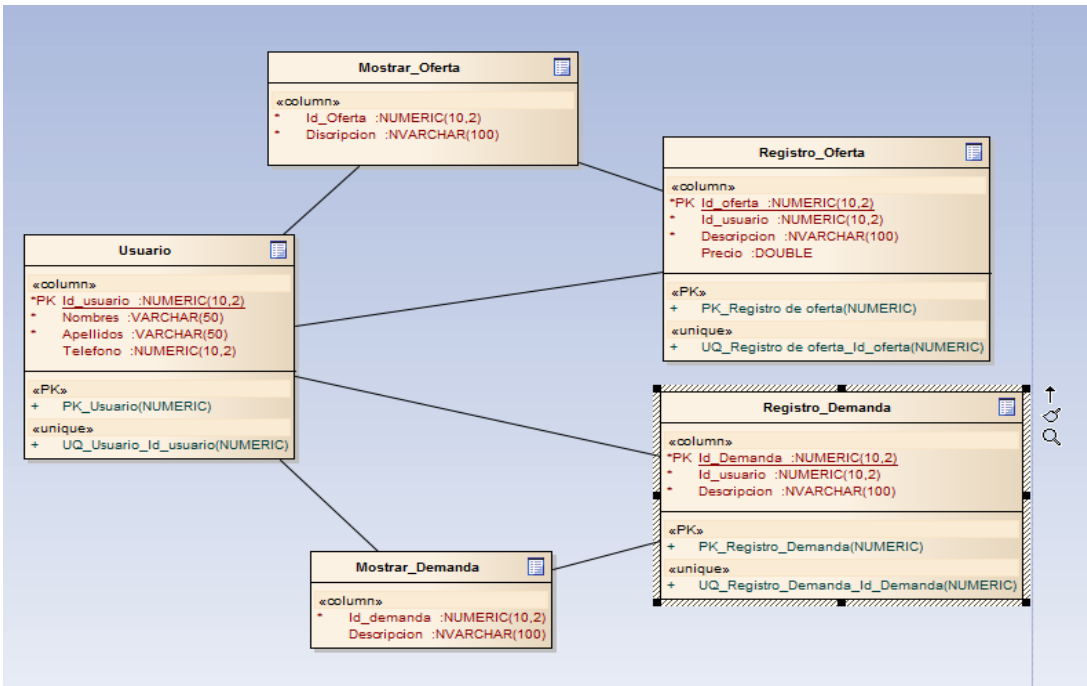 Mostrar_Oferta
«column»
* Id_Oferta :NUMERIC(10,2)
* Discripcion :NVARCHAR(100)
Registro_Oferta
«column»
*PK Id_oferta :NUMERIC(10,2)
* Id_usuario :NUMERIC(10,2)
* Descripcion :NVARCHAR(100)
Precio :DOUBLE
«PK»
+ PK_Registro de oferta(NUMERIC)
«unique»
+ UQ_Registro de oferta_Id_oferta(NUMERIC)
Usuario
«column»
*PK Id_usuario :NUMERIC(10,2)
* Nombres :VARCHAR(50)
* Apellidos :VARCHAR(50)
Telefono :NUMERIC(10,2)
«PK»
+ PK_Usuario(NUMERIC)
«unique»
+ UQ_Usuario_Id_usuario(NUMERIC)
Registro_Demanda
«column»
*PK Id_Demanda :NUMERIC(10,2)
* Id_usuario :NUMERIC(10,2)
* Descripcion :NVARCHAR(100)
«PK»
+ PK_Registro_Demanda(NUMERIC)
«unique»
+ UQ_Registro_Demanda_Id_Demanda(NUMERIC)
Mostrar_Demanda
«column»
* Id_demanda :NUMERIC(10,2)
Descripcion :NVARCHAR(100)